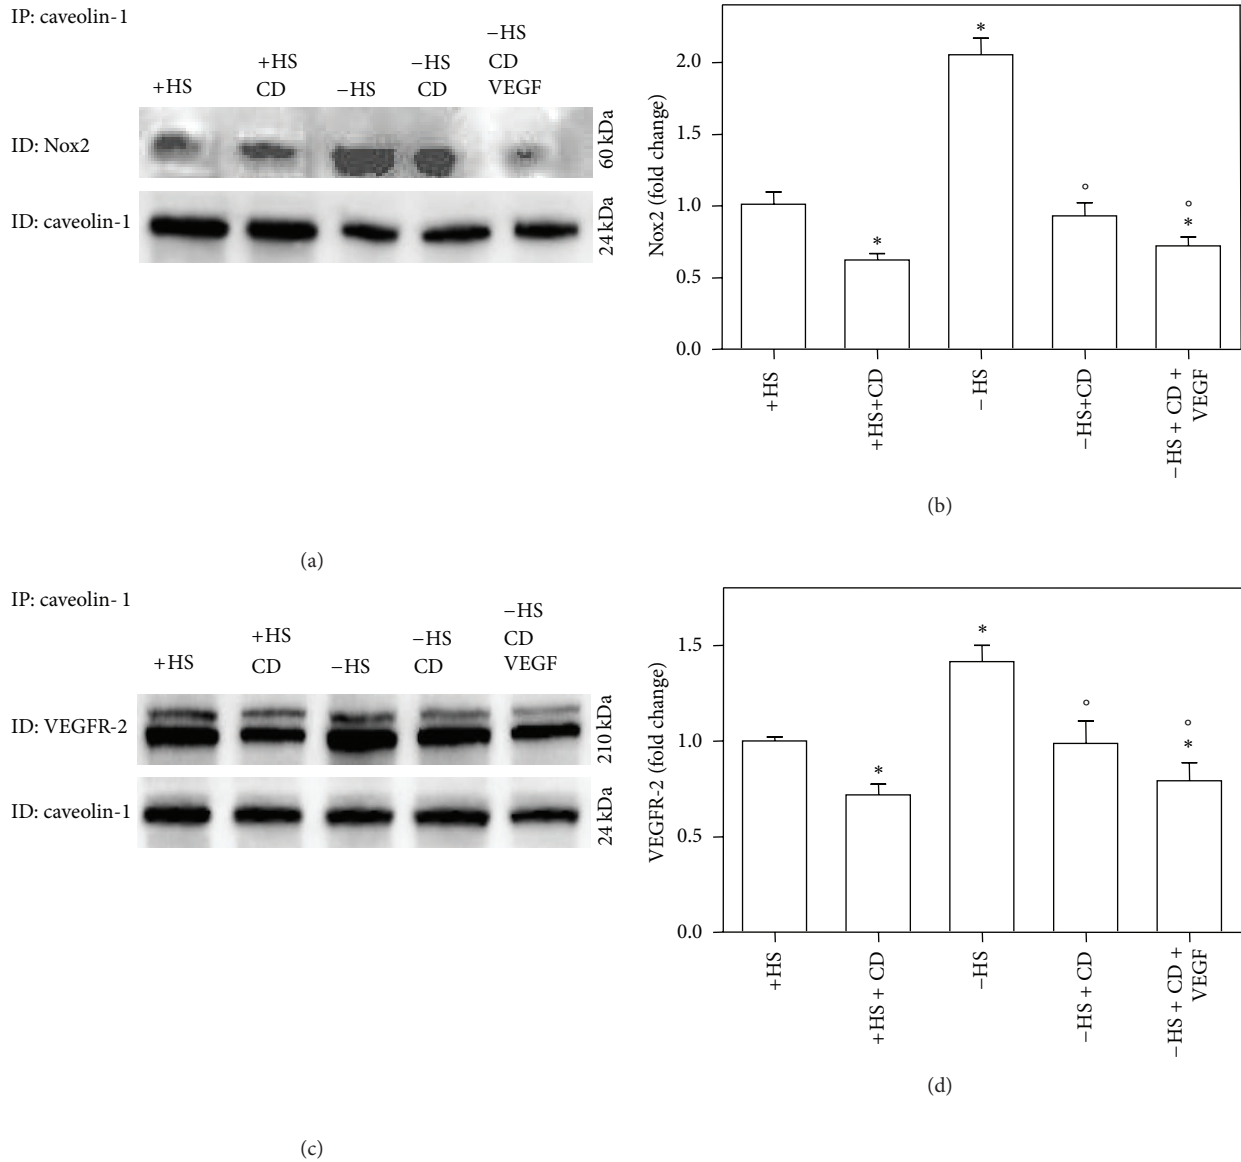 IP: caveolin-1
+HS
+HS
CD
−HS
−HS
CD
−HS
CD
VEGF
ID: Nox2
60 kDa
ID: caveolin-1
24 kDa
(a)
Nox2 (fold change)
2.0
1.5
1.0
0.5
0.0
*
*
°
°
*
+HS
+HS+CD
− HS
−HS+CD
−HS + CD +
VEGF
(b)
IP: caveolin- 1
+HS
+HS
CD
−HS
−HS
CD
−HS
CD
VEGF
ID: VEGFR-2
210 kDa
ID: caveolin-1
24 kDa
(c)
VEGFR-2 (fold change)
1.5
1.0
0.5
0.0
*
*
°
°
*
+HS
+HS + CD
−HS
−HS + CD
−HS + CD +
VEGF
(d)